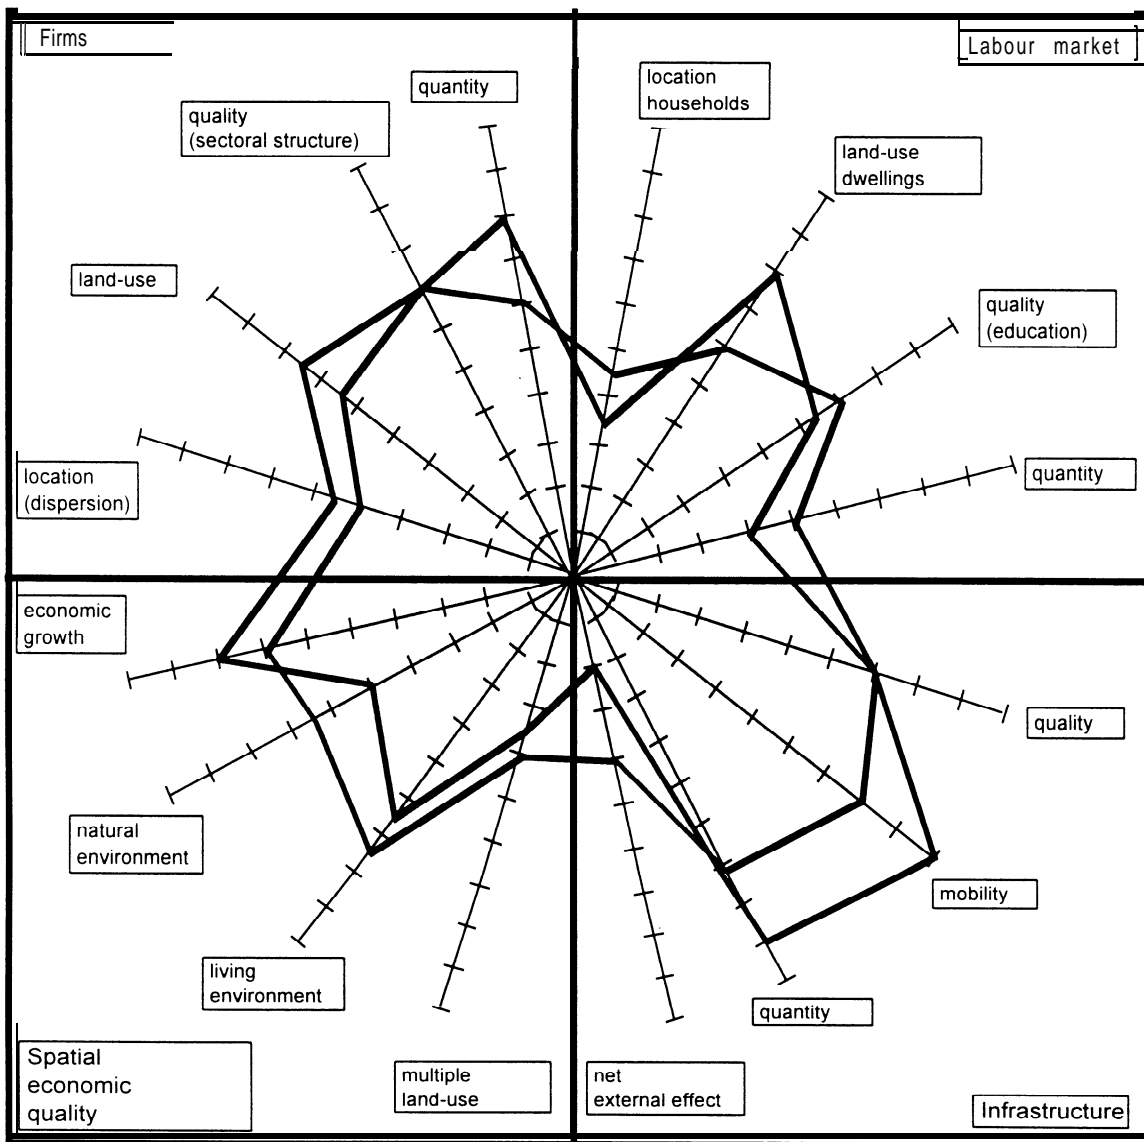 Firms
Labour market
quantity
location
households
quality
(sectoral structure)
land-use
dwellings
land-use
quality
(education)
location
(dispersion)
quantity
economic
growth
quality
natural
environment
mobility
living
environment
quantity
Spatial
economic
quality
multiple
land-use
net
external effect
Infrastructure